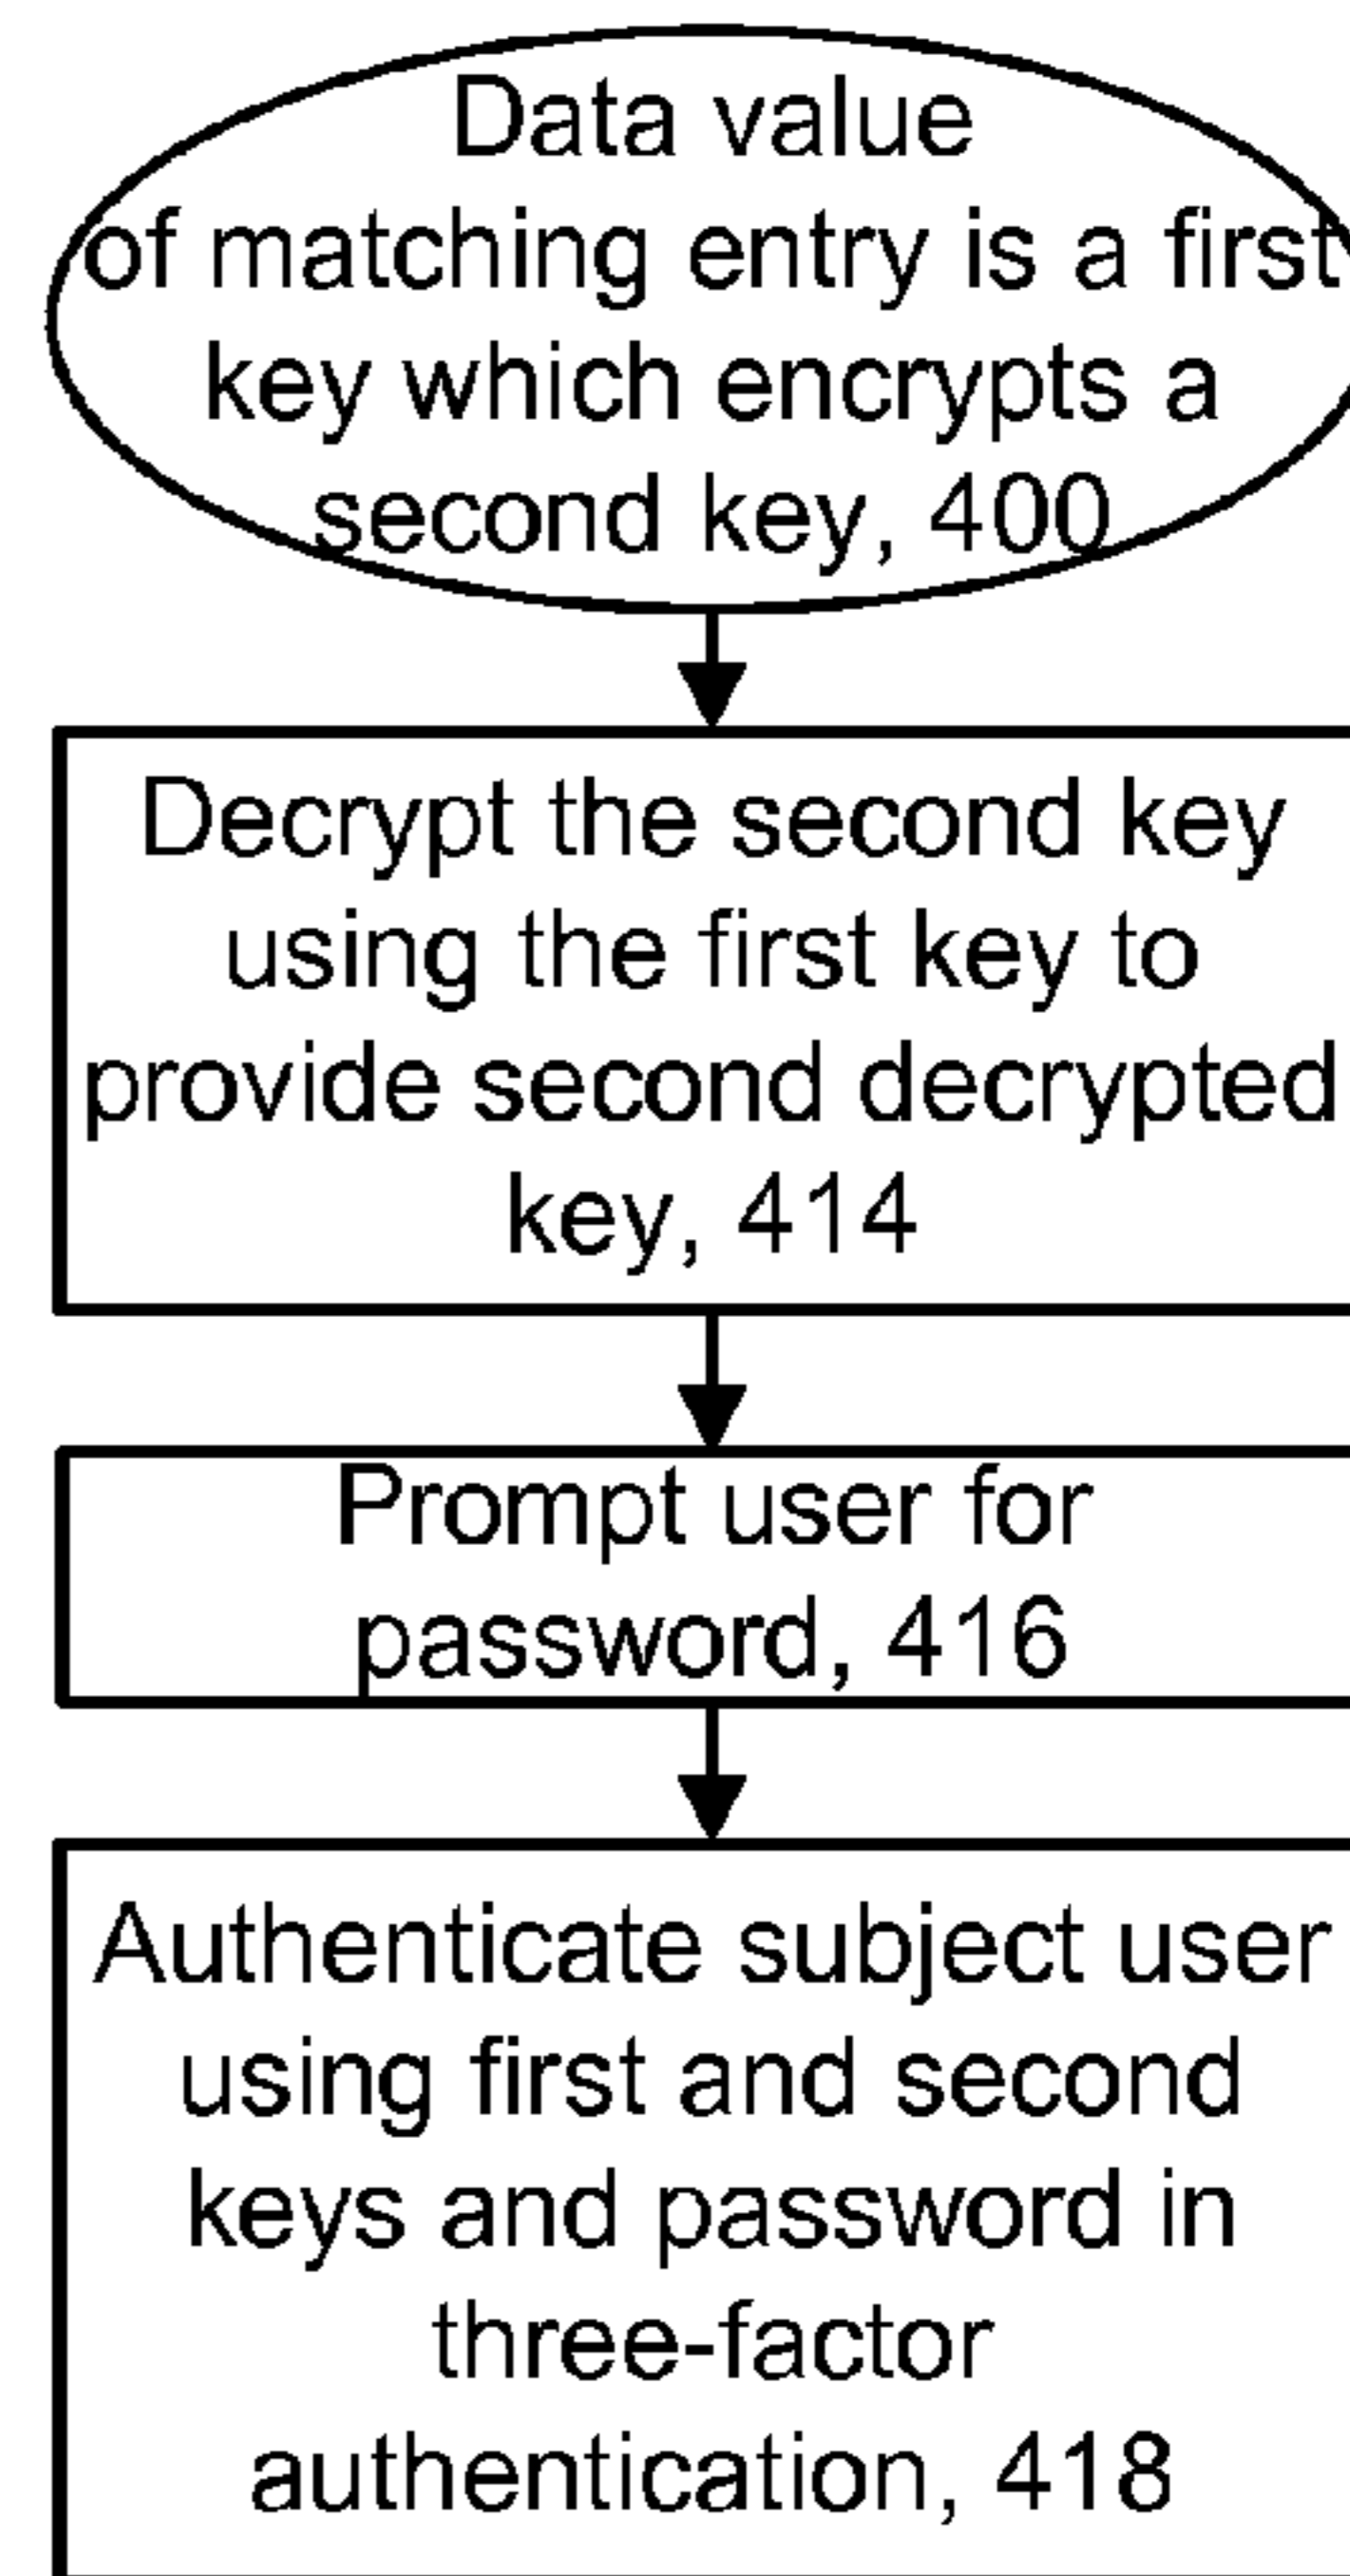 Data value
of matching entry is a first
key which encrypts a
second key, 400
Decrypt the second key
using the first key to
provide second decrypted
key, 414
Prompt user for
password, 416
Authenticate subject user
using first and second
keys and password in
three-factor
authentication, 418